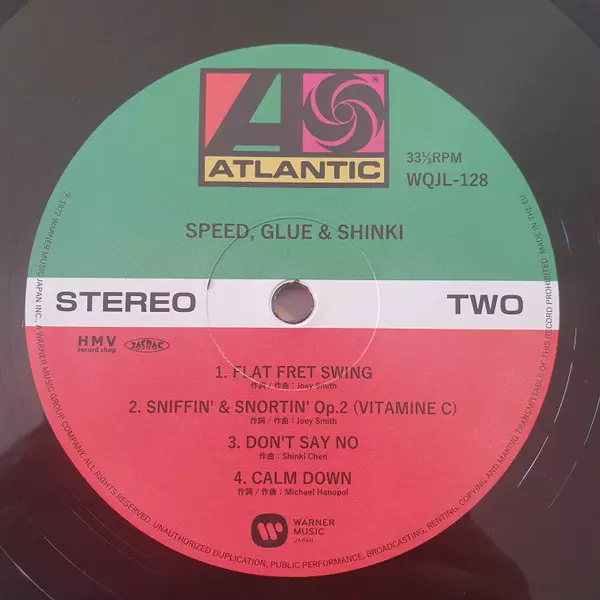 ATLANTIC
33⅓RPM
WQJL-128
SPEED, GLUE & SHINKI
STEREO
TWO
HMV
record shop
JASRAC
1. FLAT FRET SWING
作詞 / 作曲：Joey Smith
2. SNIFFIN' & SNORTIN' Op.2 (VITAMINE C)
作詞 / 作曲：Joey Smith
3. DON'T SAY NO
作曲：Shinki Chen
4. CALM DOWN
作詞 / 作曲：Michael Hanopol
WARNER
MUSIC
JAPAN
℗ 1972 WARNER MUSIC JAPAN INC., A WARNER MUSIC GROUP COMPANY. ALL RIGHTS RESERVED. UNAUTHORIZED DUPLICATION, PUBLIC PERFORMANCE, BROADCASTING, RENTING, COPYING AND MAKING TRANSMITTABLE OF THIS RECORD PROHIBITED. MADE IN THE EU